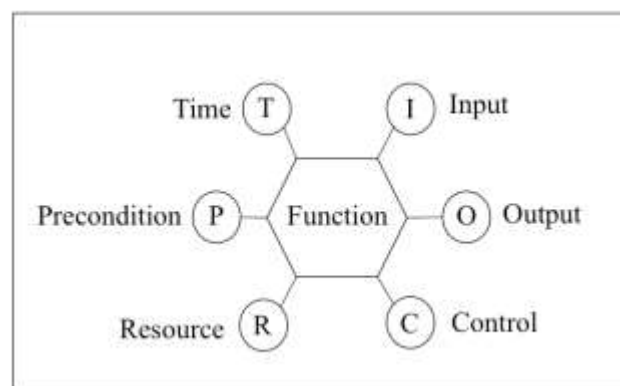 Time T I Input
Precondition P Function O Output
Resource R C Control